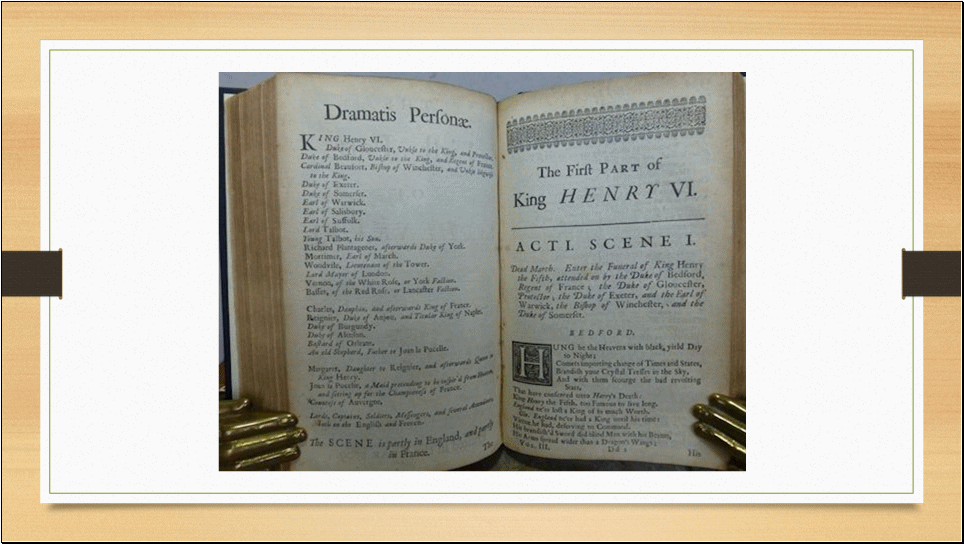 Dramatis Personæ.
KING Henry VI.
Duke of Gloucester, Unkle to the King, and Protector.
Duke of Bedford, Unkle to the King, and Regent of France.
Cardinal Beaufort, Bishop of Winchester, and Unkle likewise
to the King.
Duke of Exeter.
Duke of Somerset.
Earl of Warwick.
Earl of Salisbury.
Earl of Suffolk.
Lord Talbot.
Young Talbot, his Son.
Richard Plantagenet, afterwards Duke of York.
Mortimer, Earl of March.
Woodvile, Lieutenant of the Tower.
Lord Mayor of London.
Vernon, of the White Rose, or York Faction.
Basset, of the Red Rose, or Lancaster Faction.
Charles, Dauphin, and afterwards King of France.
Reignier, Duke of Anjou, and Titular King of Naples.
Duke of Burgundy.
Duke of Alenson.
Bastard of Orleans.
An old Shepherd, Father to Joan la Pucelle.
Margaret, Daughter to Reignier, and afterwards Queen to
King Henry.
Joan la Pucelle, a Maid pretending to be inspir'd from Heaven,
and setting up for the Championess of France.
Countess of Auvergne.
Lords, Captains, Soldiers, Messengers, and several Attendants,
both on the English and French.
The SCENE is partly in England, and partly
in France.
The
The First PART of
King HENRY VI.
ACT I. SCENE I.
Dead March. Enter the Funeral of King Henry
the Fifth, attended on by the Duke of Bedford,
Regent of France; the Duke of Gloucester,
Protector; the Duke of Exeter, and the Earl of
Warwick, the Bishop of Winchester, and the
Duke of Somerset.
BEDFORD.
HUNG be the Heavens with black, yield Day
to Night;
Comets importing change of Times and States,
Brandish your Crystal Tresses in the Sky,
And with them scourge the bad revolting
Stars,
That have consented unto Henry's Death:
King Henry the Fifth, too Famous to live long,
England ne'er lost a King of so much Worth.
Glo. England ne'er had a King until his time:
Virtue he had, deserving to Command.
His brandish'd Sword did blind Men with his Beams,
His Arms spread wider than a Dragon's Wings:
VOL. III.
His